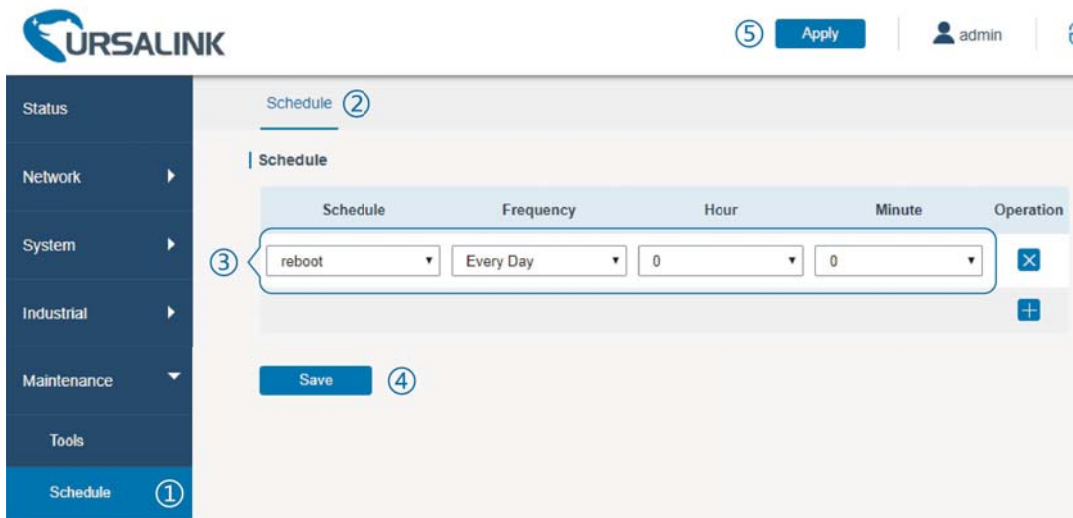 URSALINK
⑤ Apply admin
Status
Schedule ②
Schedule
Network
Schedule Frequency Hour Minute Operation
System
③ reboot Every Day 0 0
Industrial
Maintenance
Save ④
Tools
Schedule ①